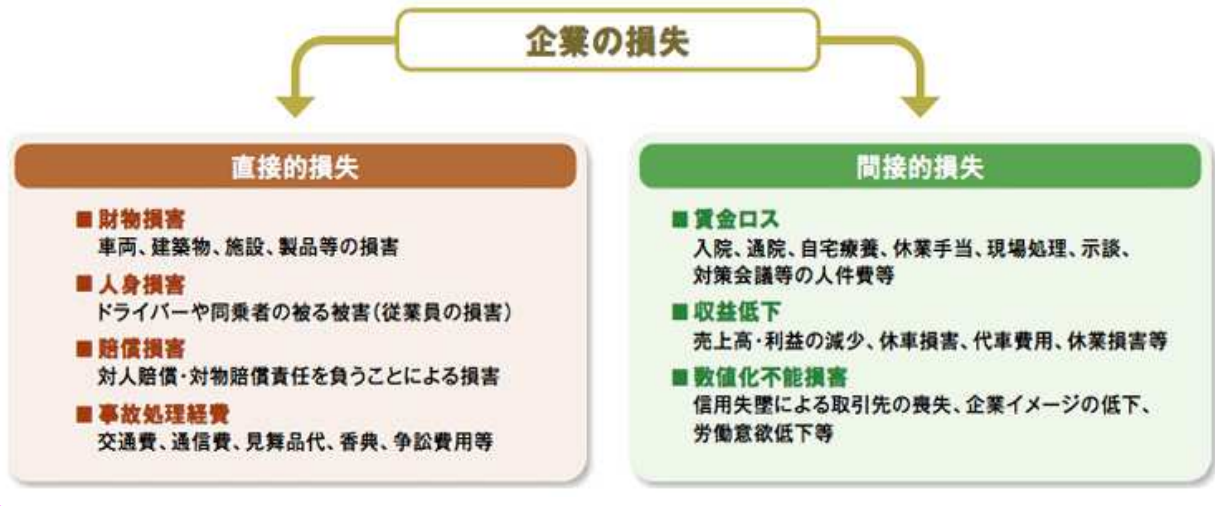 企業の損失
直接的損失
■財物損害
車両、建築物、施設、製品等の損害
■人身損害
ドライバーや同乗者の被る被害(従業員の損害)
■賠償損害
対人賠償・対物賠償責任を負うことによる損害
■事故処理経費
交通費、通信費、見舞品代、香典、争訟費用等
間接的損失
■賃金ロス
入院、通院、自宅療養、休業手当、現場処理、示談、
対策会議等の人件費等
■収益低下
売上高・利益の減少、休車損害、代車費用、休業損害等
■数値化不能損害
信用失墜による取引先の喪失、企業イメージの低下、
労働意欲低下等